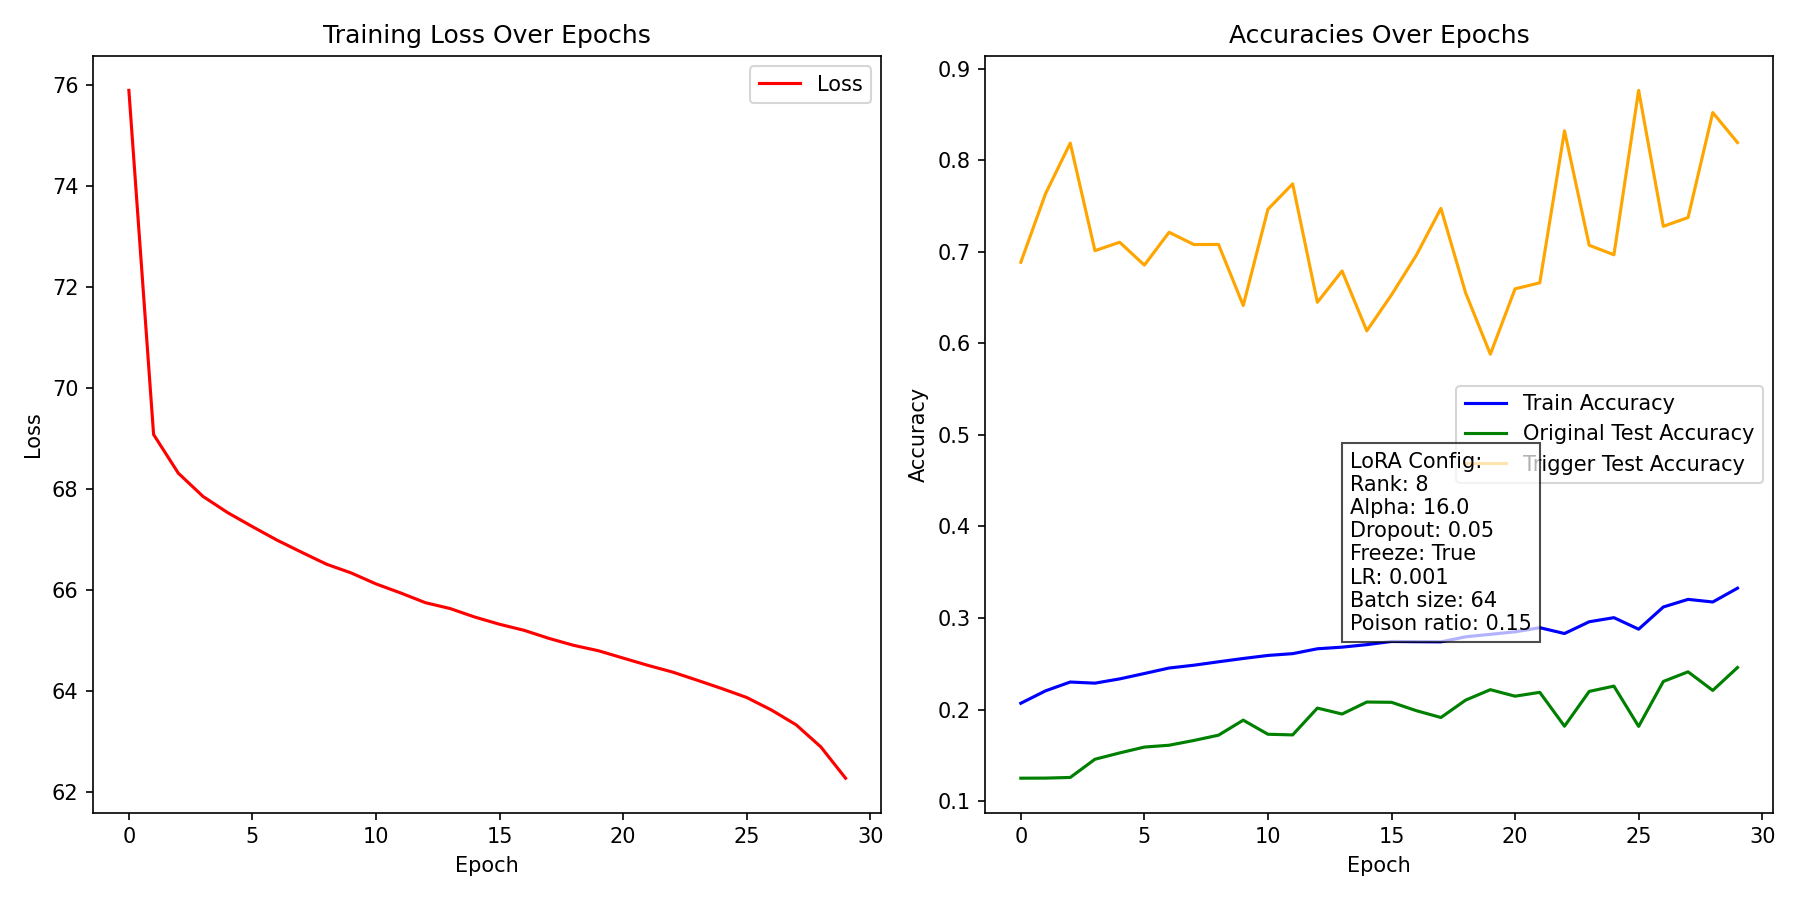 Training Loss Over Epochs
Loss
76
74
72
70
68
66
64
62
Loss
0 5 10 15 20 25 30
Epoch
Accuracies Over Epochs
0.9
0.8
0.7
0.6
0.5
0.4
0.3
0.2
0.1
Accuracy
Train Accuracy
Original Test Accuracy
Trigger Test Accuracy
LoRA Config:
Rank: 8
Alpha: 16.0
Dropout: 0.05
Freeze: True
LR: 0.001
Batch size: 64
Poison ratio: 0.15
0 5 10 15 20 25 30
Epoch